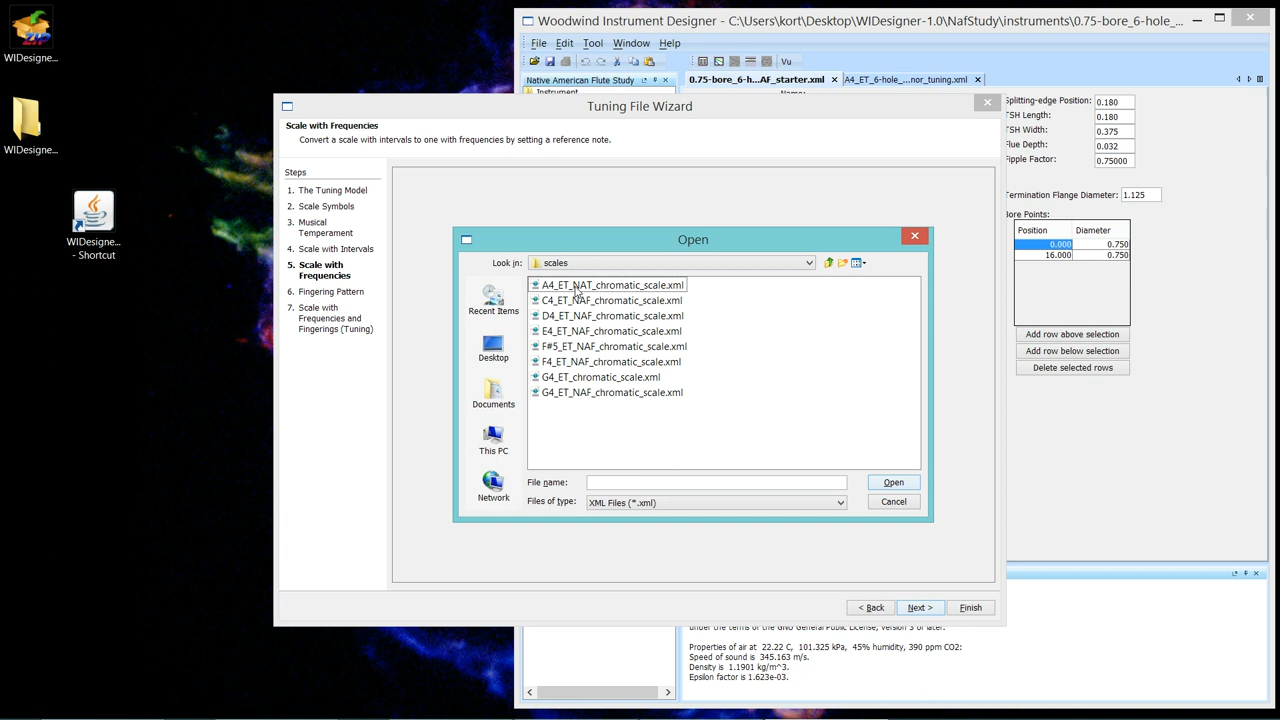 WIDesigne...
WIDesigne...
WIDesigne...
- Shortcut
Woodwind Instrument Designer - C:\Users\kort\Desktop\WIDesigner-1.0\NafStudy\instruments\0.75-bore_6-hole_...
File Edit Tool Window Help
Vu
Native American Flute Study
0.75-bore_6-h...AF_starter.xml
A4_ET_6-hole_...nor_tuning.xml
Instrument
Name:
Splitting-edge Position: 0.180
TSH Length: 0.180
TSH Width: 0.375
Flue Depth: 0.032
Fipple Factor: 0.75000
Termination Flange Diameter: 1.125
Bore Points:
Position Diameter
0.000 0.750
16.000 0.750
Add row above selection
Add row below selection
Delete selected rows
Tuning File Wizard
Scale with Frequencies
Convert a scale with intervals to one with frequencies by setting a reference note.
Steps
1. The Tuning Model
2. Scale Symbols
3. Musical
Temperament
4. Scale with Intervals
5. Scale with
Frequencies
6. Fingering Pattern
7. Scale with
Frequencies and
Fingerings (Tuning)
Open
Look in: scales
Recent Items
Desktop
Documents
This PC
Network
A4_ET_NAT_chromatic_scale.xml
C4_ET_NAF_chromatic_scale.xml
D4_ET_NAF_chromatic_scale.xml
E4_ET_NAF_chromatic_scale.xml
F#5_ET_NAF_chromatic_scale.xml
F4_ET_NAF_chromatic_scale.xml
G4_ET_chromatic_scale.xml
G4_ET_NAF_chromatic_scale.xml
File name:
Open
Files of type: XML Files (*.xml)
Cancel
< Back Next > Finish
under the terms of the GNU General Public License, version 3 or later.
Properties of air at 22.22 C, 101.325 kPa, 45% humidity, 390 ppm CO2:
Speed of sound is 345.163 m/s.
Density is 1.1901 kg/m^3.
Epsilon factor is 1.623e-03.